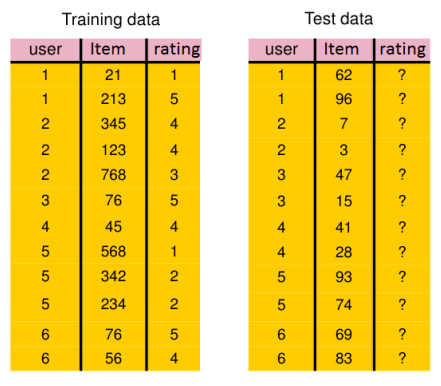 Training data Test data
user Item rating user Item rating
1 21 1 1 62 ?
1 213 5 1 96 ?
2 345 4 2 7 ?
2 123 4 2 3 ?
2 768 3 3 47 ?
3 76 5 3 15 ?
4 45 4 4 41 ?
5 568 1 4 28 ?
5 342 2 5 93 ?
5 234 2 5 74 ?
6 76 5 6 69 ?
6 56 4 6 83 ?